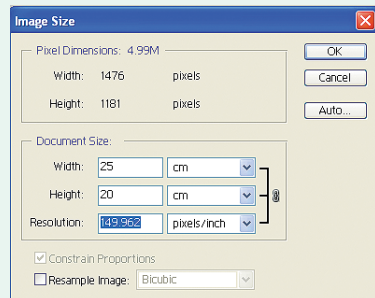 Image Size
Pixel Dimensions: 4.99M
OK
Width: 1476 pixels
Cancel
Height: 1181 pixels
Auto...
Document Size:
Width: 25 cm
Height: 20 cm
Resolution: 149.962 pixels/inch
Constrain Proportions
Resample Image: Bicubic